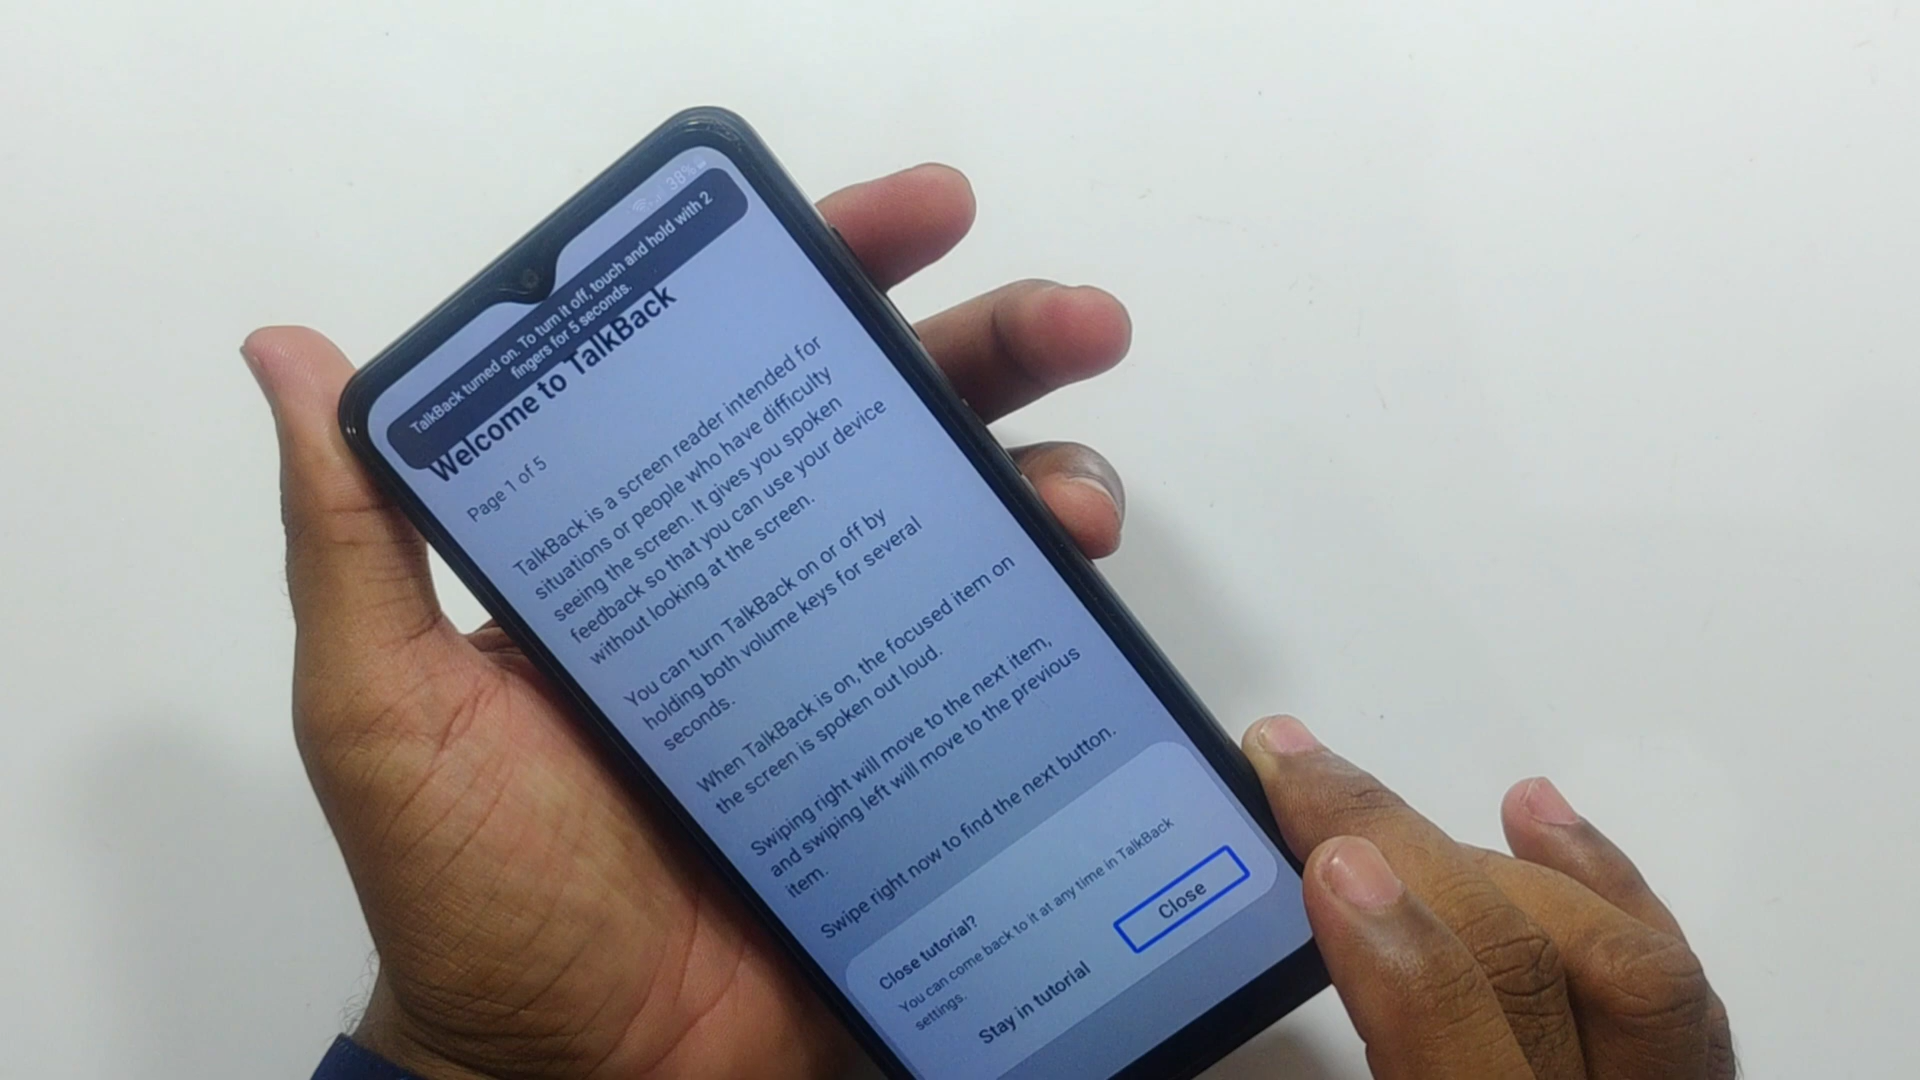 38%
TalkBack turned on. To turn it off, touch and hold with 2
fingers for 5 seconds.
Welcome to TalkBack
Page 1 of 5
TalkBack is a screen reader intended for
situations or people who have difficulty
seeing the screen. It gives you spoken
feedback so that you can use your device
without looking at the screen.
You can turn TalkBack on or off by
holding both volume keys for several
seconds.
When TalkBack is on, the focused item on
the screen is spoken out loud.
Swiping right will move to the next item,
and swiping left will move to the previous
item.
Swipe right now to find the next button.
Close tutorial?
You can come back to it at any time in TalkBack
settings.
Stay in tutorial
Close